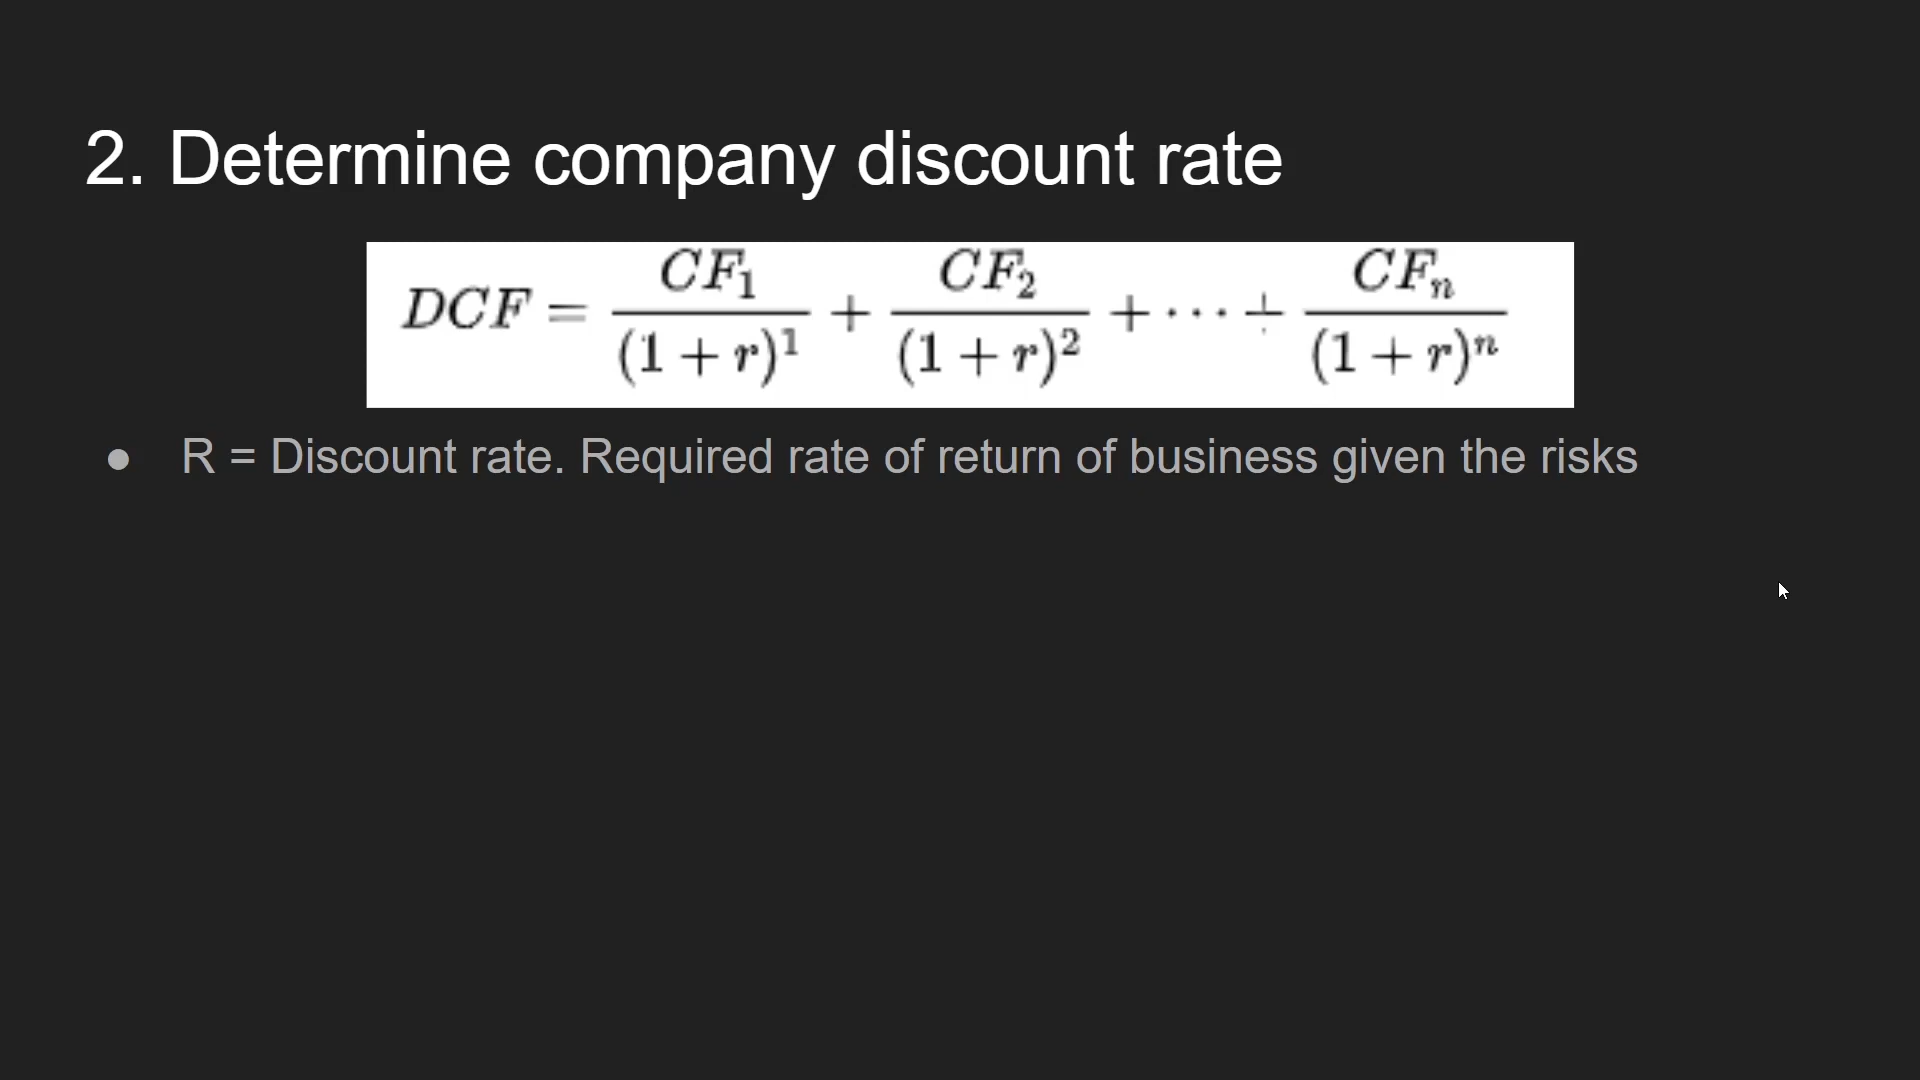 2. Determine company discount rate
DCF = CF₁/(1 + r)¹ + CF₂/(1 + r)² + ··· + CFₙ/(1 + r)ⁿ
● R = Discount rate. Required rate of return of business given the risks